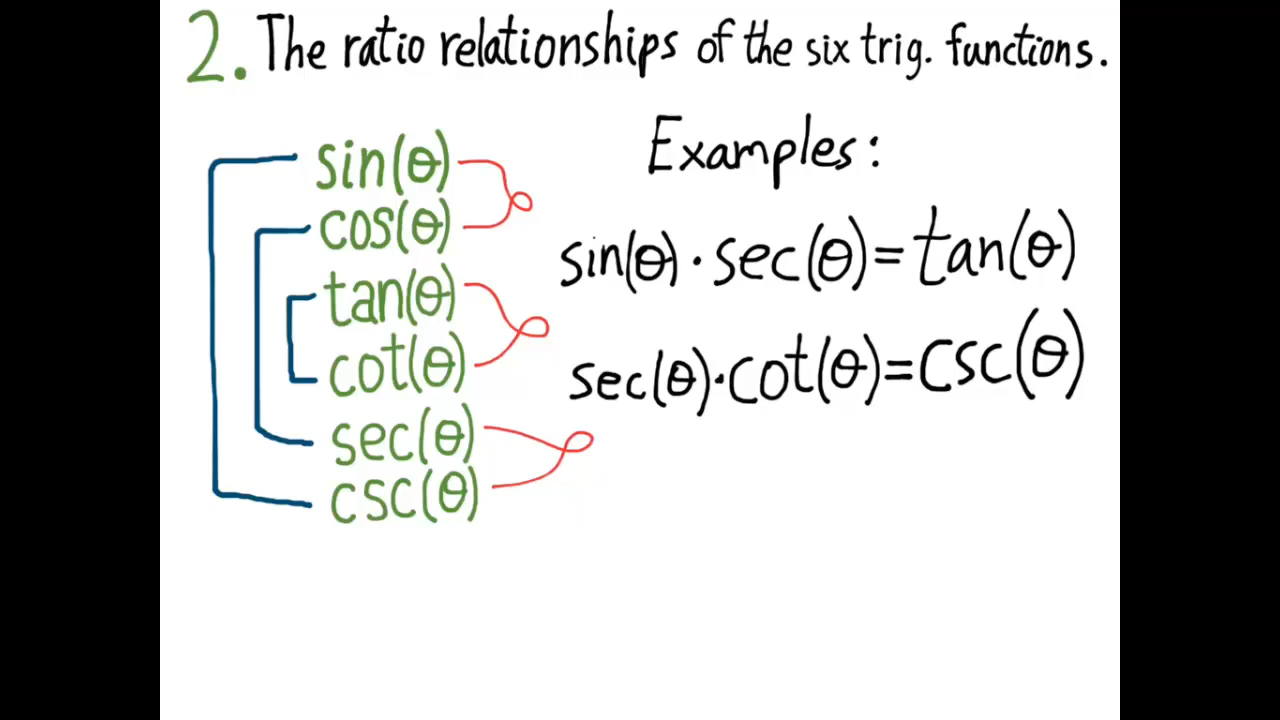 2. The ratio relationships of the six trig. functions.
sin(θ)
cos(θ)
tan(θ)
cot(θ)
sec(θ)
csc(θ)
Examples:
sin(θ)·sec(θ)=tan(θ)
sec(θ)·cot(θ)=csc(θ)